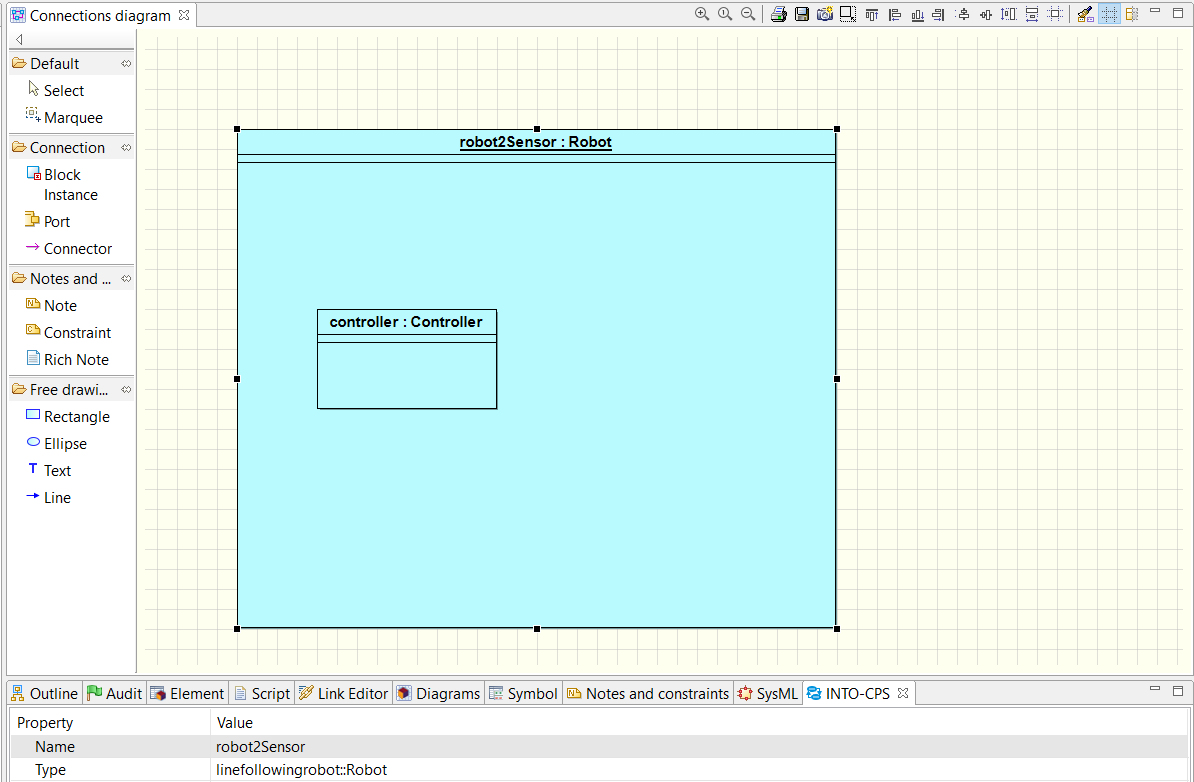 Connections diagram
Default
Select
Marquee
Connection
Block
Instance
Port
Connector
Notes and ...
Note
Constraint
Rich Note
Free drawi...
Rectangle
Ellipse
T Text
Line
robot2Sensor : Robot
controller : Controller
Outline Audit Element Script Link Editor Diagrams Symbol Notes and constraints SysML INTO-CPS
Property Value
Name robot2Sensor
Type linefollowingrobot::Robot